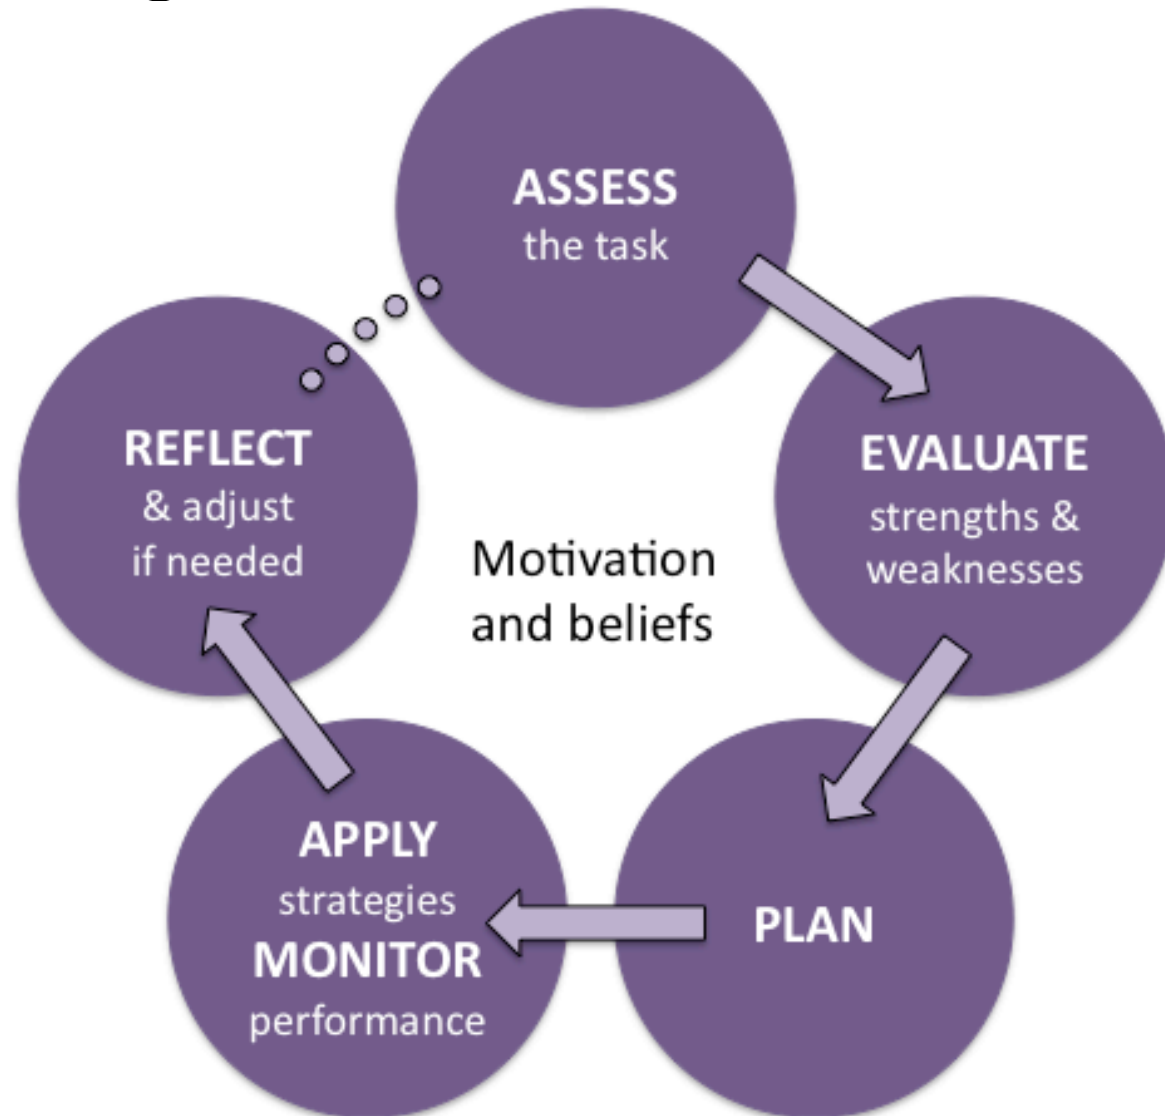 ASSESS
the task
EVALUATE
strengths &
weaknesses
PLAN
APPLY
strategies
MONITOR
performance
REFLECT
& adjust
if needed
Motivation
and beliefs